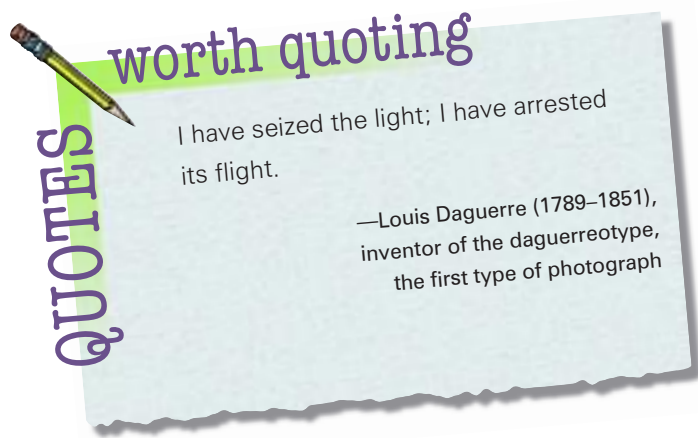 QUOTES
worth quoting
I have seized the light; I have arrested
its flight.
—Louis Daguerre (1789–1851),
inventor of the daguerreotype,
the first type of photograph